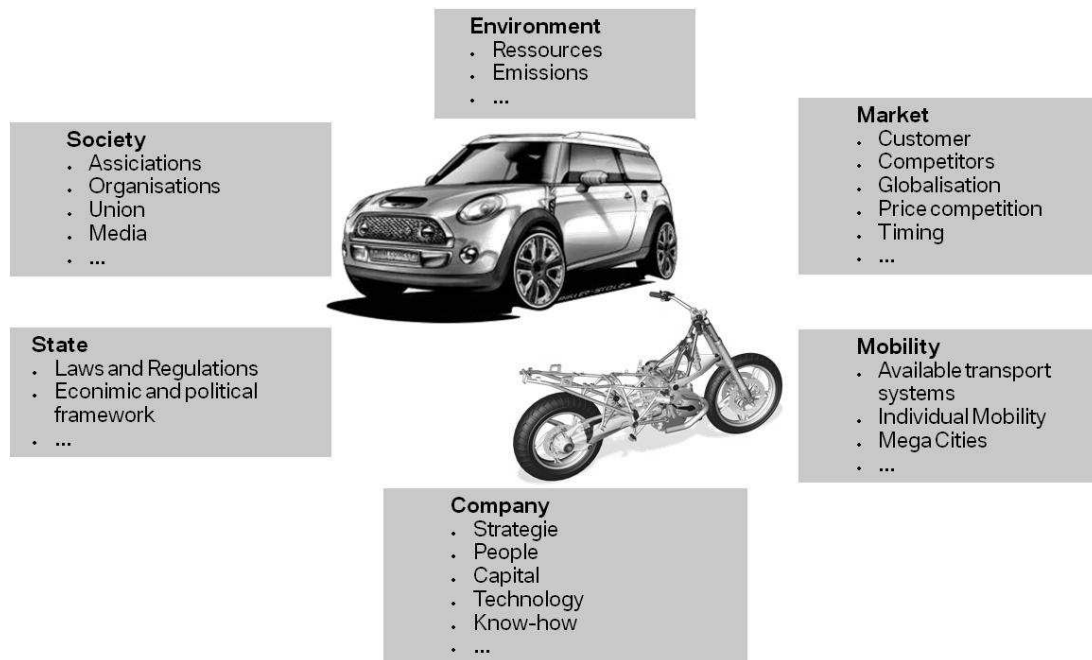 Environment
• Ressources
• Emissions
• ...
Society
• Assiciations
• Organisations
• Union
• Media
• ...
Market
• Customer
• Competitors
• Globalisation
• Price competition
• Timing
• ...
State
• Laws and Regulations
• Econimic and political
framework
• ...
Mobility
• Available transport
systems
• Individual Mobility
• Mega Cities
• ...
Company
• Strategie
• People
• Capital
• Technology
• Know-how
• ...